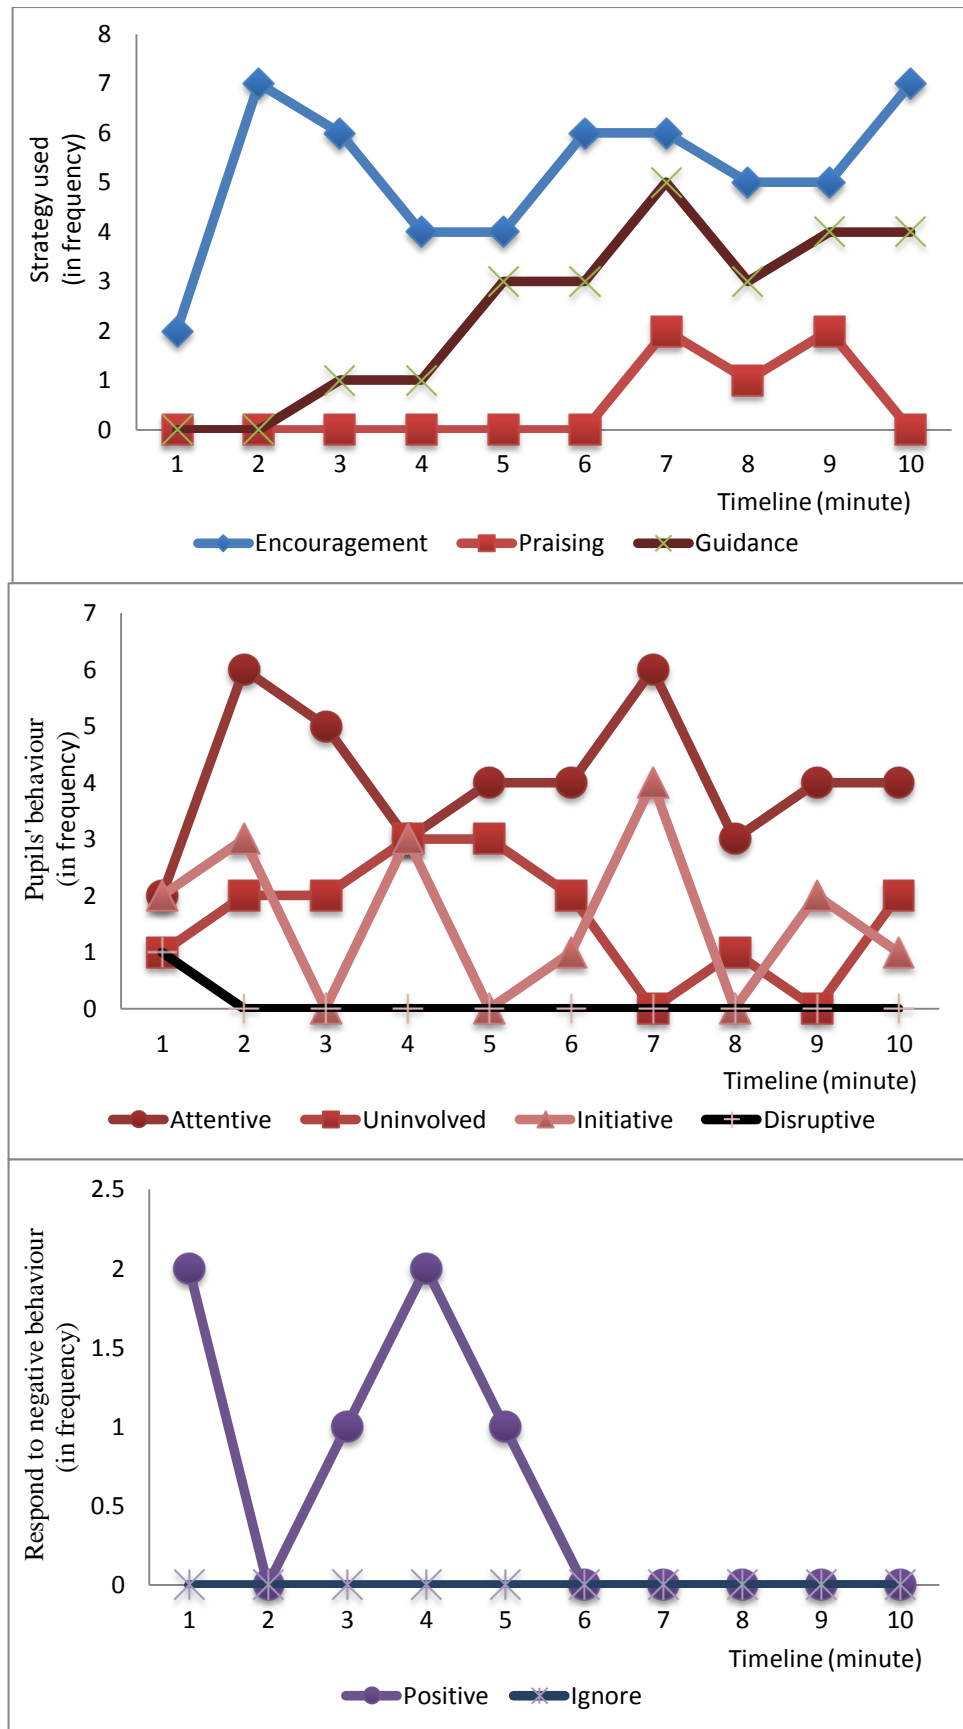 8
7
6
5
4
3
2
1
0
Strategy used
(in frequency)
1 2 3 4 5 6 7 8 9 10
Timeline (minute)
Encouragement Praising Guidance
7
6
5
4
3
2
1
0
Pupils' behaviour
(in frequency)
1 2 3 4 5 6 7 8 9 10
Timeline (minute)
Attentive Uninvolved Initiative Disruptive
2.5
2
1.5
1
0.5
0
Respond to negative behaviour
(in frequency)
1 2 3 4 5 6 7 8 9 10
Timeline (minute)
Positive Ignore